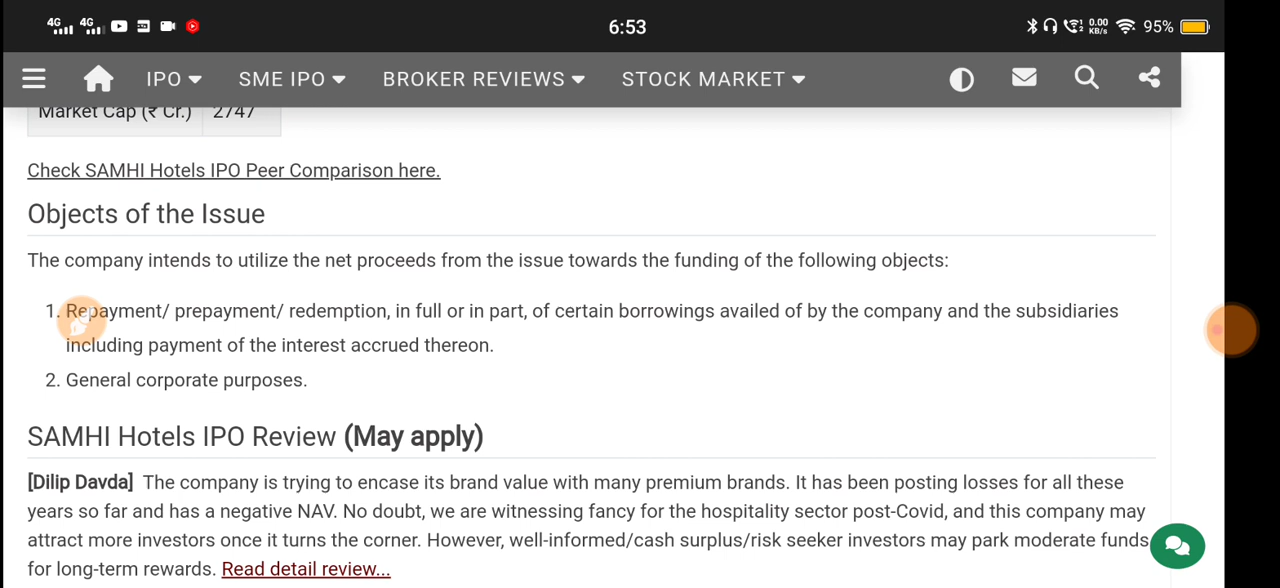 4G 4G 6:53 0.00 KB/s 95%
IPO SME IPO BROKER REVIEWS STOCK MARKET
Market Cap (₹ Cr.) 2747
Check SAMHI Hotels IPO Peer Comparison here.
Objects of the Issue
The company intends to utilize the net proceeds from the issue towards the funding of the following objects:
1. Repayment/ prepayment/ redemption, in full or in part, of certain borrowings availed of by the company and the subsidiaries
including payment of the interest accrued thereon.
2. General corporate purposes.
SAMHI Hotels IPO Review (May apply)
[Dilip Davda] The company is trying to encase its brand value with many premium brands. It has been posting losses for all these
years so far and has a negative NAV. No doubt, we are witnessing fancy for the hospitality sector post-Covid, and this company may
attract more investors once it turns the corner. However, well-informed/cash surplus/risk seeker investors may park moderate funds
for long-term rewards. Read detail review...